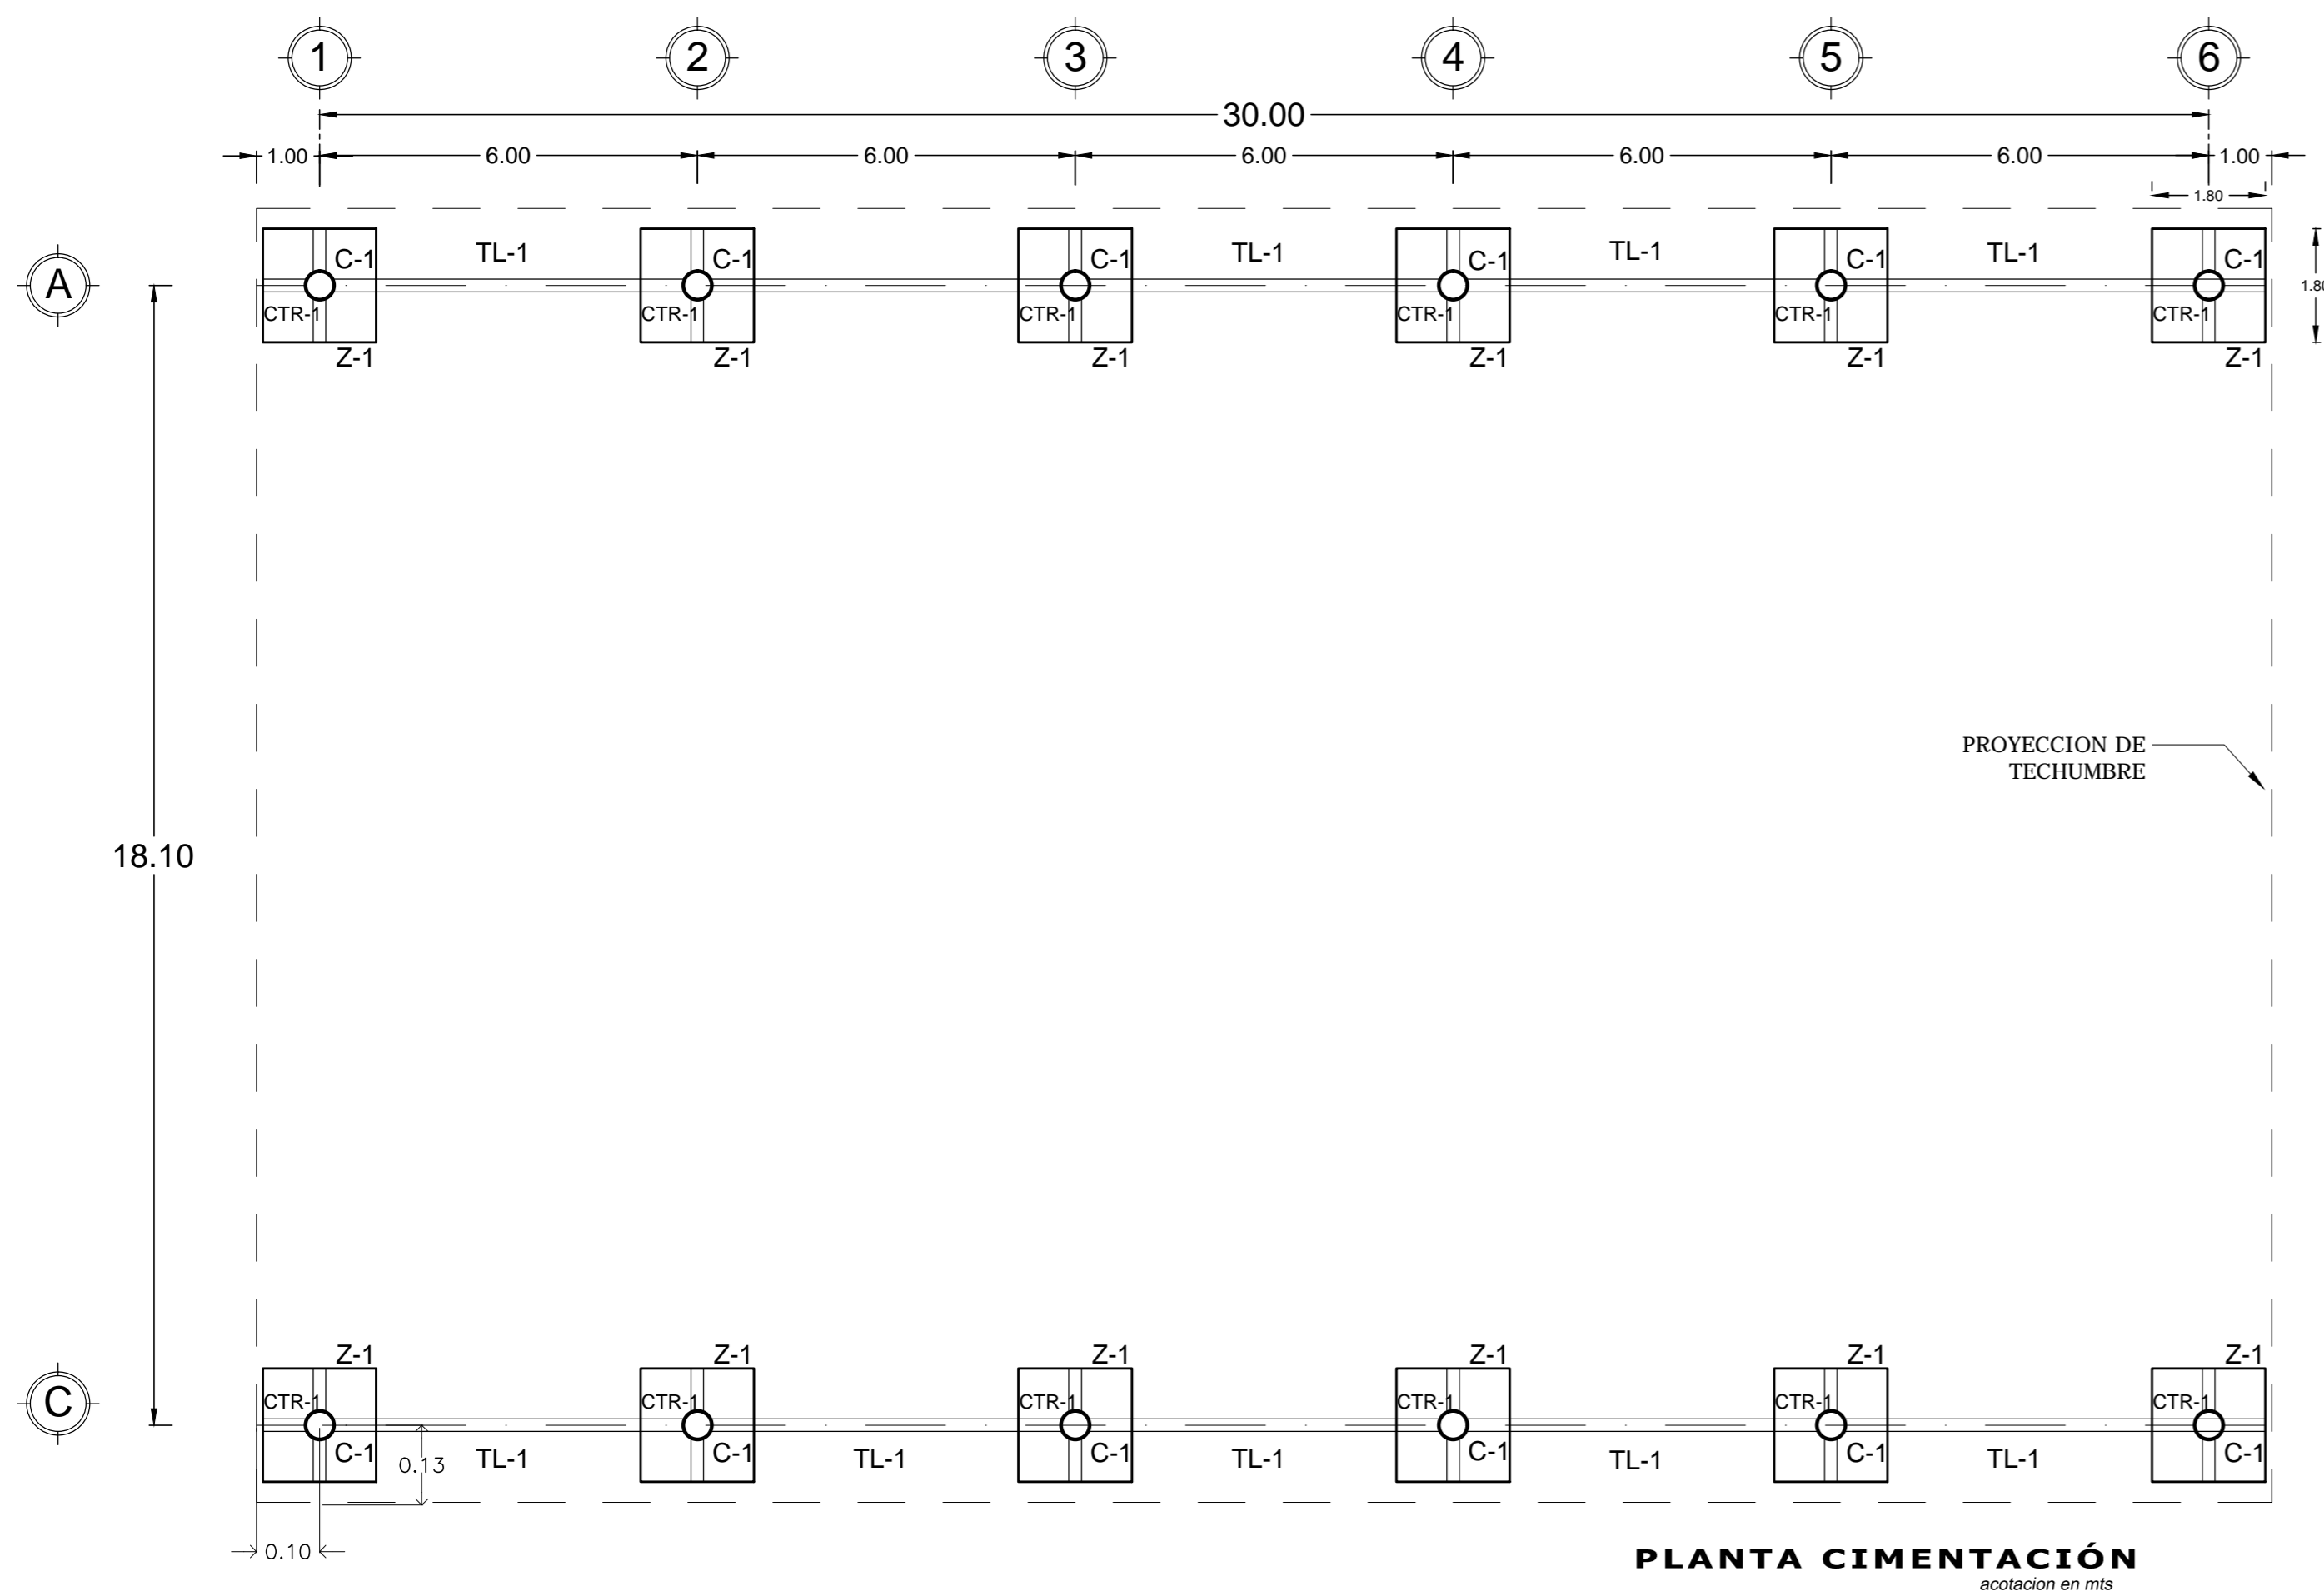 1 2 3 4 5 6
30.00
1.00 6.00 6.00 6.00 6.00 6.00 1.00
1.80
A
C-1 TL-1 C-1 TL-1 C-1 TL-1 C-1 TL-1 C-1 TL-1 C-1
1.80
CTR-1 CTR-1 CTR-1 CTR-1 CTR-1 CTR-1
Z-1 Z-1 Z-1 Z-1 Z-1 Z-1
PROYECCION DE
TECHUMBRE
18.10
Z-1 Z-1 Z-1 Z-1 Z-1 Z-1
C
CTR-1 CTR-1 CTR-1 CTR-1 CTR-1 CTR-1
C-1 0.13 TL-1 C-1 TL-1 C-1 TL-1 C-1 TL-1 C-1 TL-1 C-1
0.10
PLANTA CIMENTACIÓN
acotacion en mts